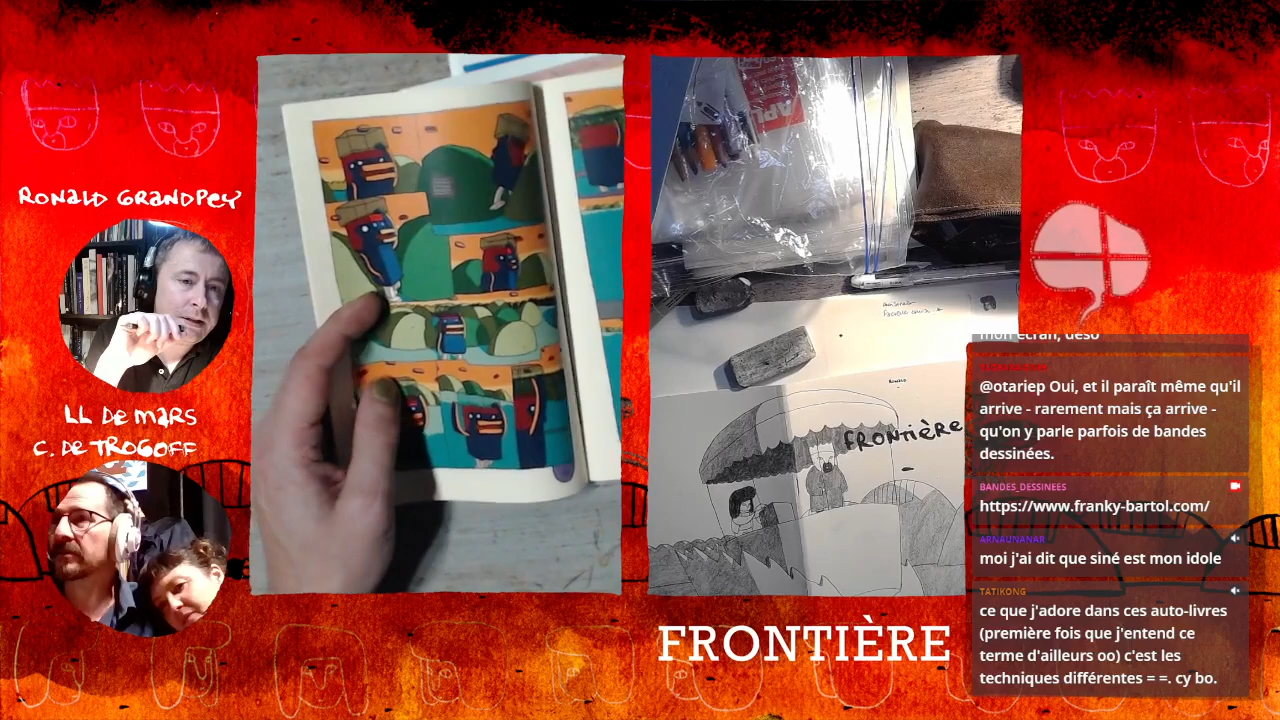 RONALD GRANDPEY
LL DE MARS
C. DE TROGOFF
APLI
FRONTIÈRE
FRONTIÈRE
mon écran, déso
@otariep Oui, et il paraît même qu'il
arrive - rarement mais ça arrive -
qu'on y parle parfois de bandes
dessinées.
BANDES_DESSINEES
https://www.franky-bartol.com/
ARNAUNANAR
moi j'ai dit que siné est mon idole
TATIKONG
ce que j'adore dans ces auto-livres
(première fois que j'entend ce
terme d'ailleurs oo) c'est les
techniques différentes = =. cy bo.